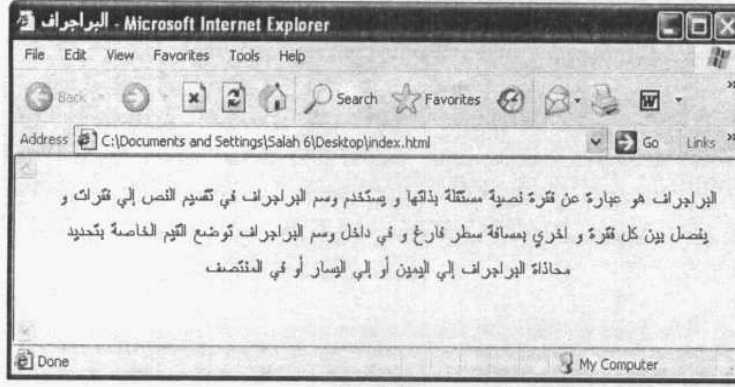 البراجراف - Microsoft Internet Explorer
File Edit View Favorites Tools Help
Back Search Favorites W »
Address C:\Documents and Settings\Salah 6\Desktop\index.html Go Links »
البراجراف هو عبارة عن فقرة نصية مستقلة بذاتها و يستخدم وسم البراجراف في تقسيم النص إلي فقرات و
يفصل بين كل فقرة و اخري بمسافة سطر فارغ و في داخل وسم البراجراف توضع القيم الخاصة بتحديد
محاذاة البراجراف إلي اليمين أو إلي اليسار أو في المنتصف
Done My Computer